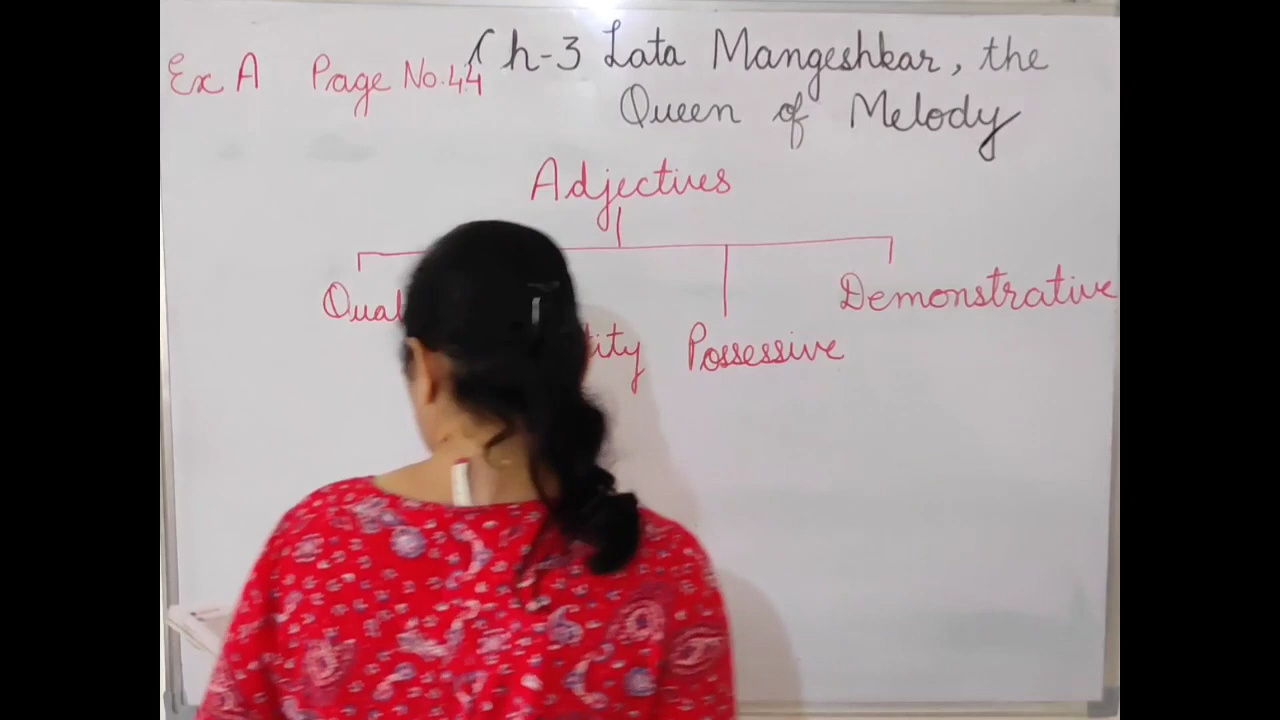 Ch-3 Lata Mangeshkar, the
Ex A Page No.44
Queen of Melody
Adjectives
Demonstrative
Possessive